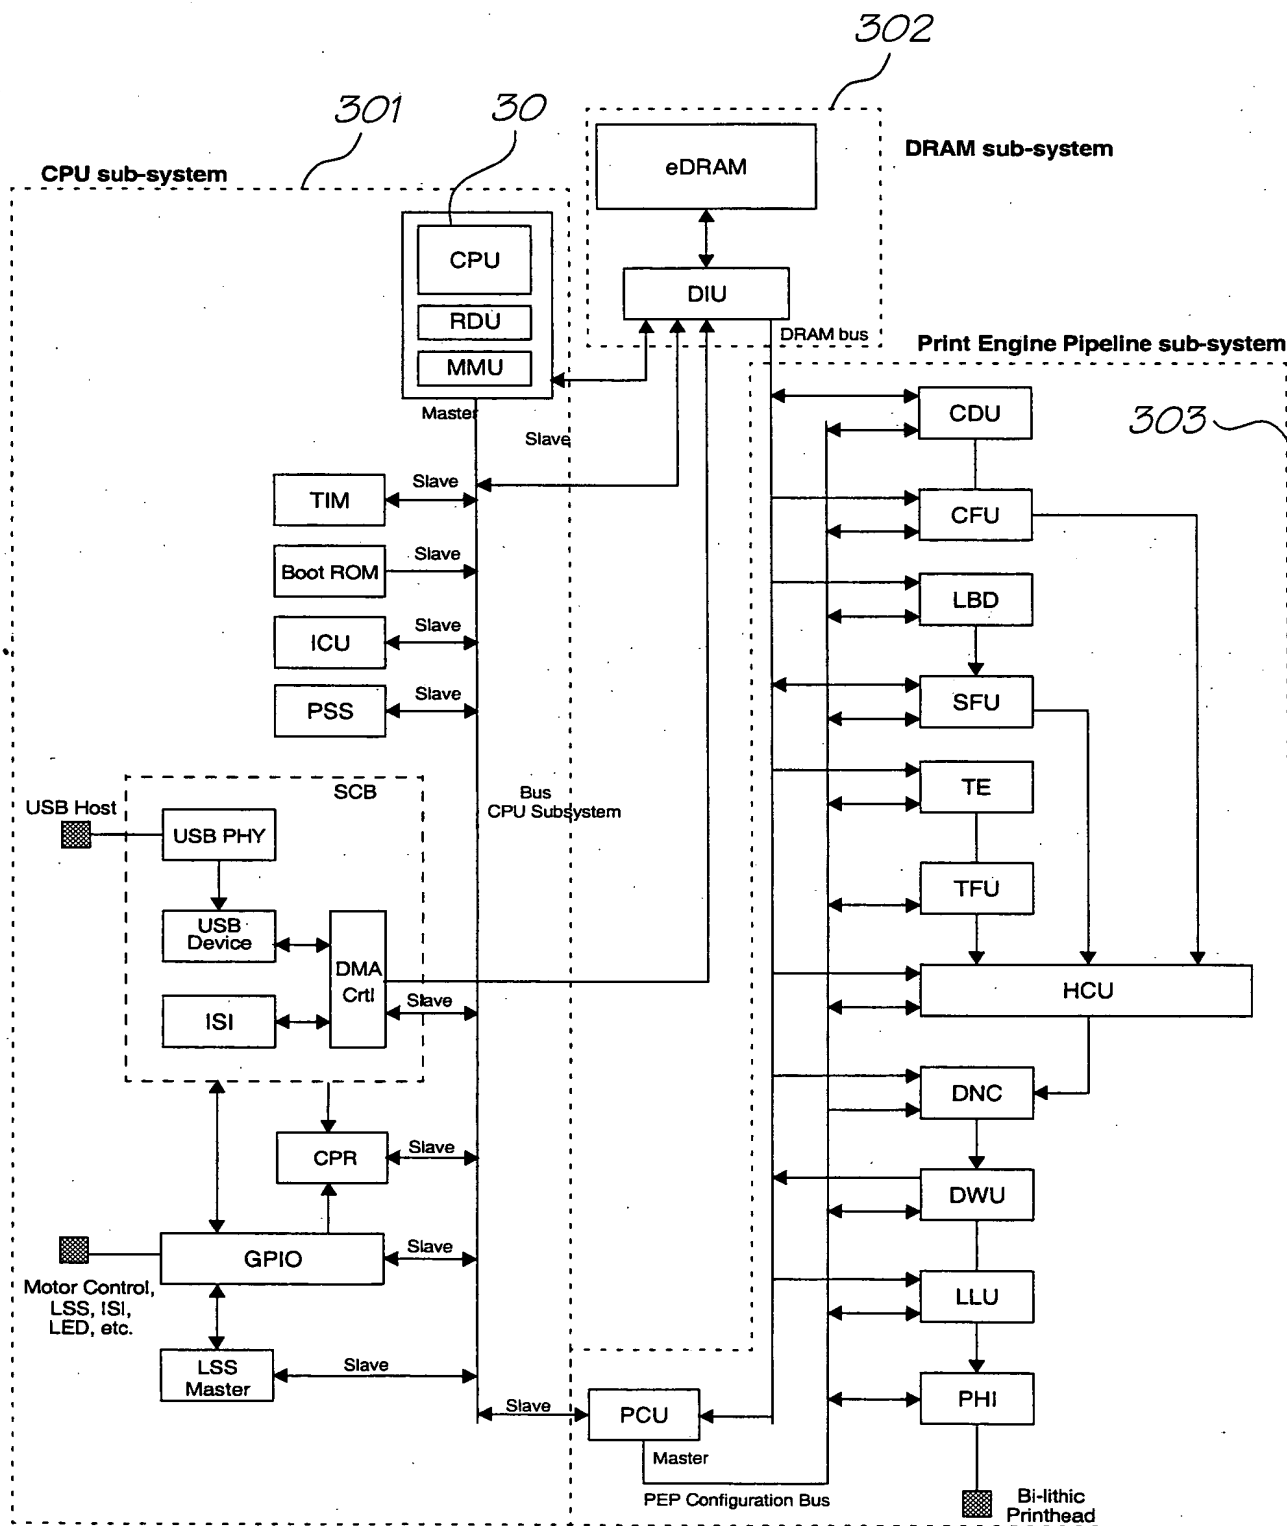 302
301
30
CPU sub-system
eDRAM
DRAM sub-system
CPU
DIU
RDU
DRAM bus
Print Engine Pipeline sub-system
MMU
Master
CDU
303
Slave
TIM
Slave
CFU
Boot ROM
Slave
LBD
ICU
Slave
PSS
Slave
SFU
SCB
TE
USB Host
Bus
CPU Subsystem
USB PHY
TFU
USB
Device
DMA
Crtl
HCU
ISI
Slave
DNC
CPR
Slave
DWU
GPIO
Slave
Motor Control,
LSS, ISI,
LED, etc.
LLU
LSS
Master
Slave
PHI
Slave
PCU
Master
PEP Configuration Bus
Bi-lithic
Printhead